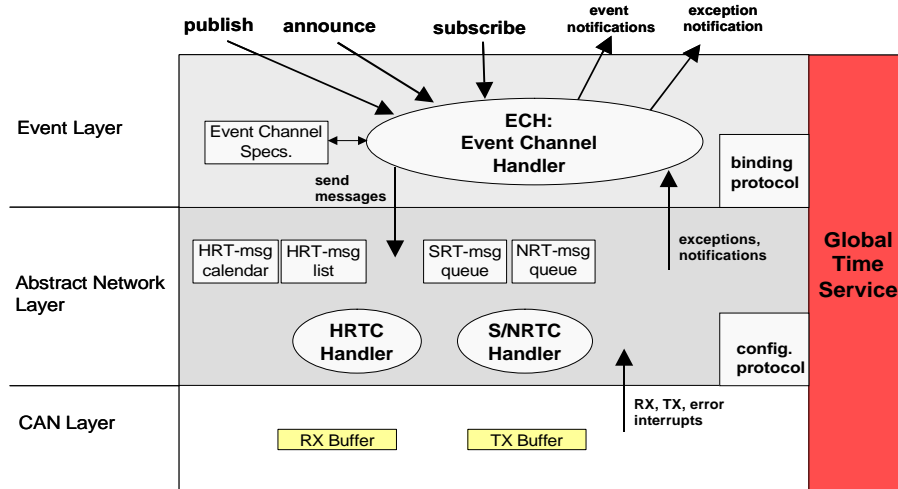 publish
announce
subscribe
event
notifications
exception
notification
Event Layer
Event Channel
Specs.
ECH:
Event Channel
Handler
binding
protocol
send
messages
Global
Time
Service
Abstract Network
Layer
HRT-msg
calendar
HRT-msg
list
SRT-msg
queue
NRT-msg
queue
exceptions,
notifications
HRTC
Handler
S/NRTC
Handler
config.
protocol
CAN Layer
RX Buffer
TX Buffer
RX, TX, error
interrupts